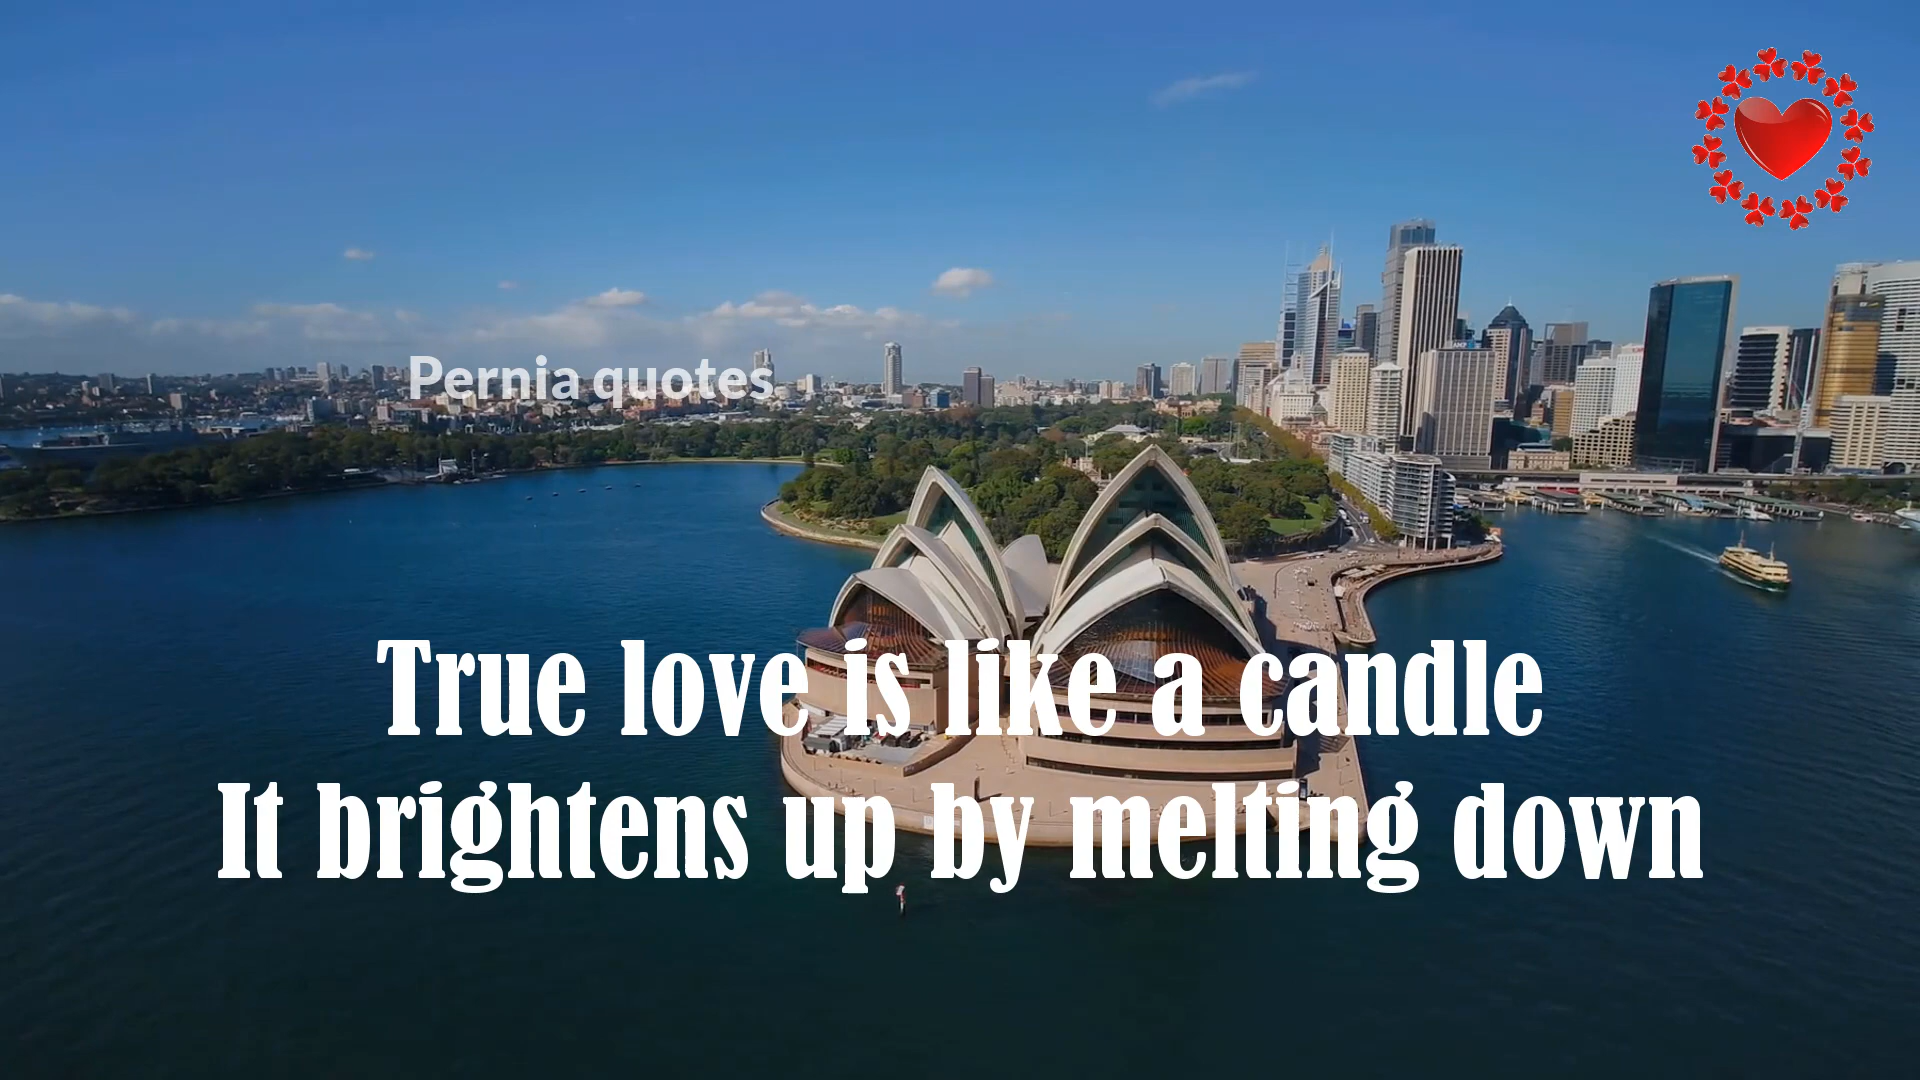 Pernia quotes
True love is like a candle
It brightens up by melting down